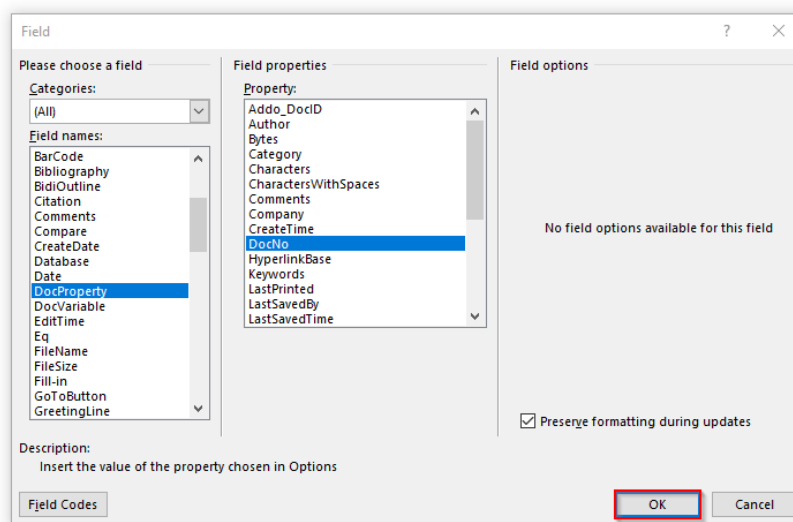 Field
Please choose a field
Categories:
(All)
Field names:
BarCode
Bibliography
BidiOutline
Citation
Comments
Compare
CreateDate
Database
Date
DocProperty
DocVariable
EditTime
Eq
FileName
FileSize
Fill-in
GoToButton
GreetingLine
Field properties
Property:
Addo_DocID
Author
Bytes
Category
Characters
CharactersWithSpaces
Comments
Company
CreateTime
DocNo
HyperlinkBase
Keywords
LastPrinted
LastSavedBy
LastSavedTime
Field options
No field options available for this field
Preserve formatting during updates
Description:
Insert the value of the property chosen in Options
Field Codes
OK
Cancel